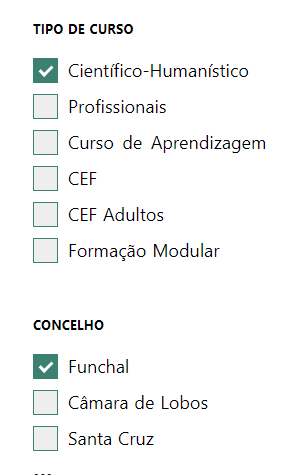 TIPO DE CURSO
Científico-Humanístico
Profissionais
Curso de Aprendizagem
CEF
CEF Adultos
Formação Modular
CONCELHO
Funchal
Câmara de Lobos
Santa Cruz